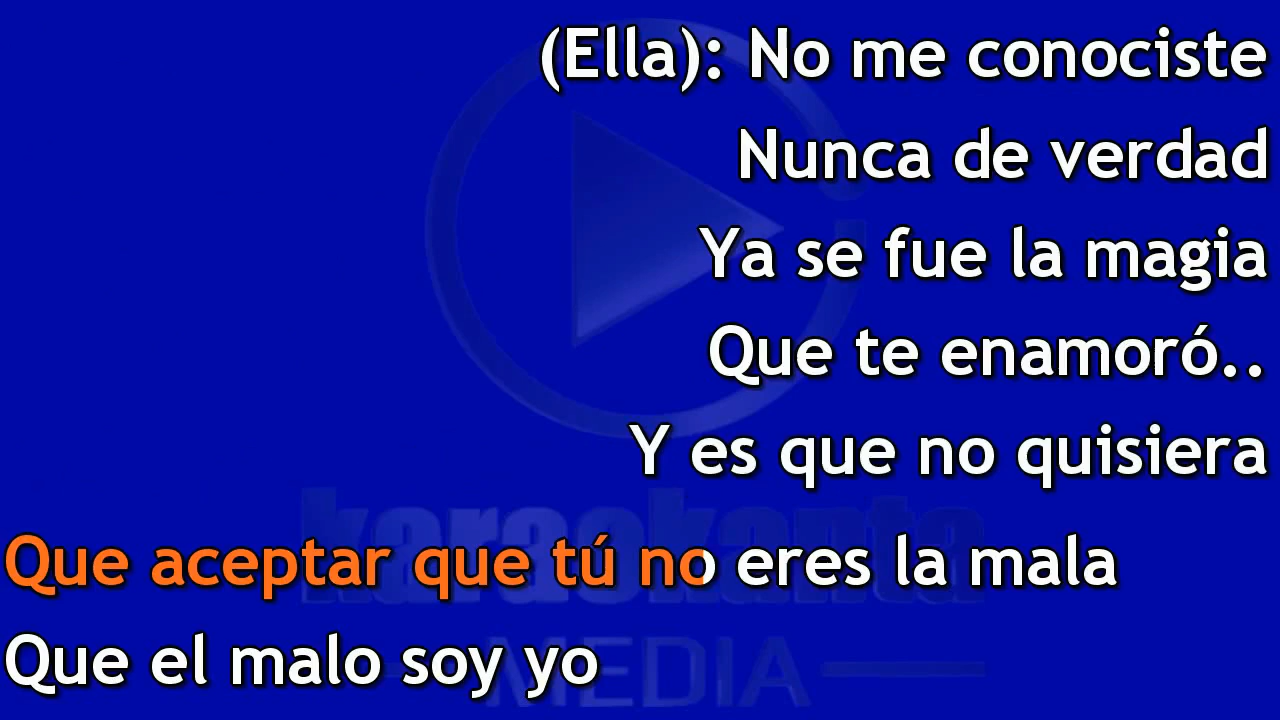 (Ella): No me conociste
Nunca de verdad
Ya se fue la magia
Que te enamoró..
Y es que no quisiera
Que aceptar que tú no eres la mala
Que el malo soy yo
karaokanta
MEDIA